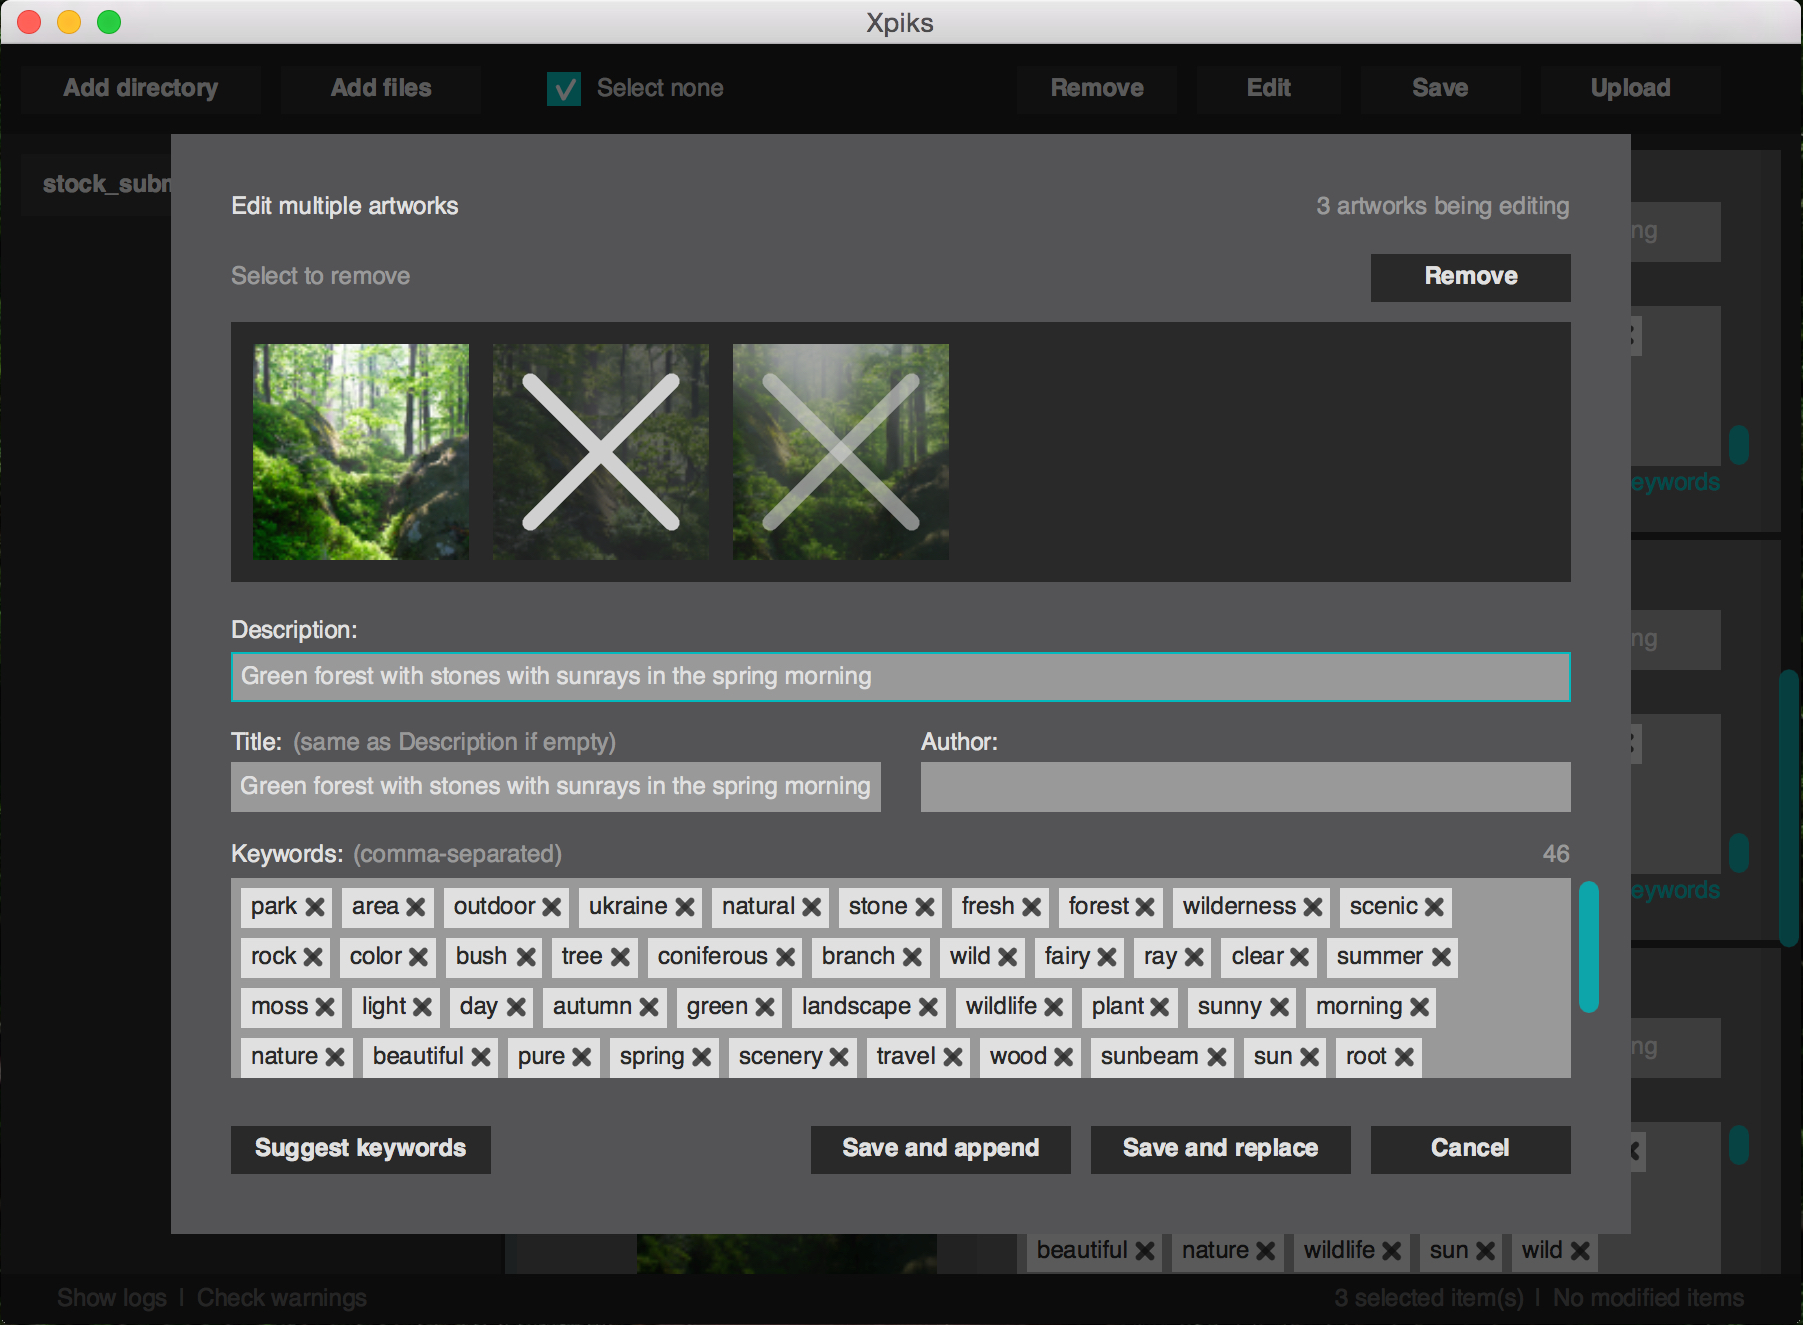 Xpiks
Add directory
Add files
Select none
Remove
Edit
Save
Upload
Edit multiple artworks
3 artworks being editing
Select to remove
Remove
Description:
Green forest with stones with sunrays in the spring morning
Title: (same as Description if empty)
Author:
Green forest with stones with sunrays in the spring morning
Keywords: (comma-separated)
46
park area outdoor ukraine natural stone fresh forest wilderness scenic
rock color bush tree coniferous branch wild fairy ray clear summer
moss light day autumn green landscape wildlife plant sunny morning
nature beautiful pure spring scenery travel wood sunbeam sun root
Suggest keywords
Save and append
Save and replace
Cancel
beautiful nature wildlife sun wild
Show logs | Check warnings
3 selected item(s) | No modified items